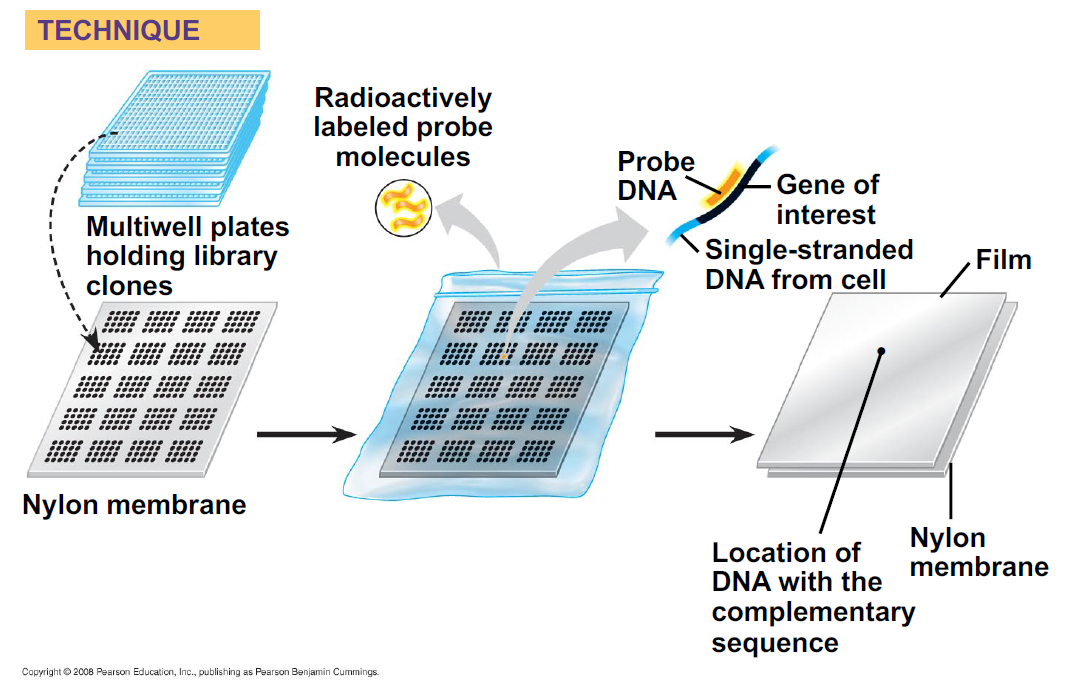 TECHNIQUE
Radioactively
labeled probe
molecules
Probe
DNA
Gene of
interest
Single-stranded
DNA from cell
Film
Multiwell plates
holding library
clones
Nylon membrane
Location of
DNA with the
complementary
sequence
Nylon
membrane
Copyright © 2008 Pearson Education, Inc., publishing as Pearson Benjamin Cummings.